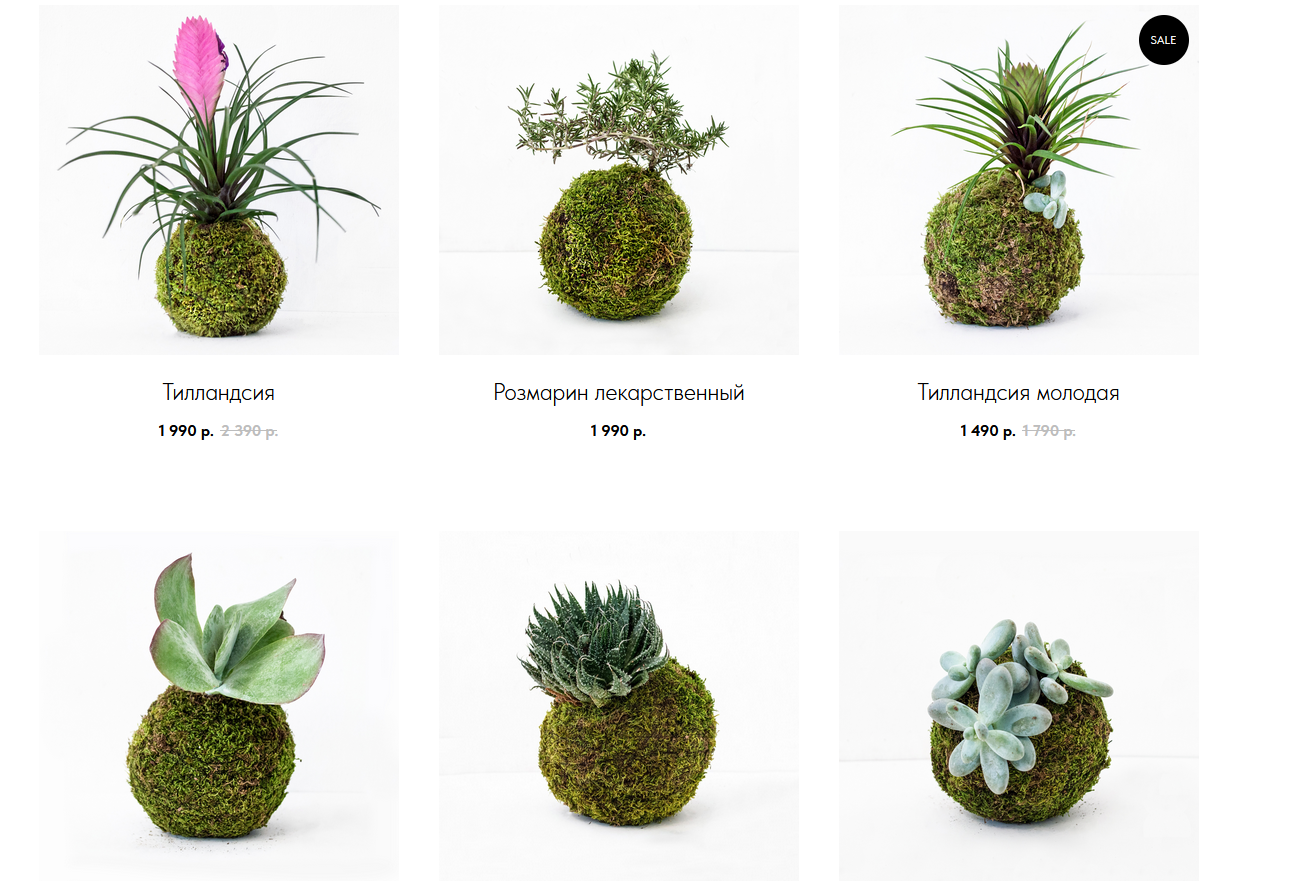 SALE
Тилландсия
Розмарин лекарственный
Тилландсия молодая
1 990 р. 2 390 р.
1 990 р.
1 490 р. 1 790 р.